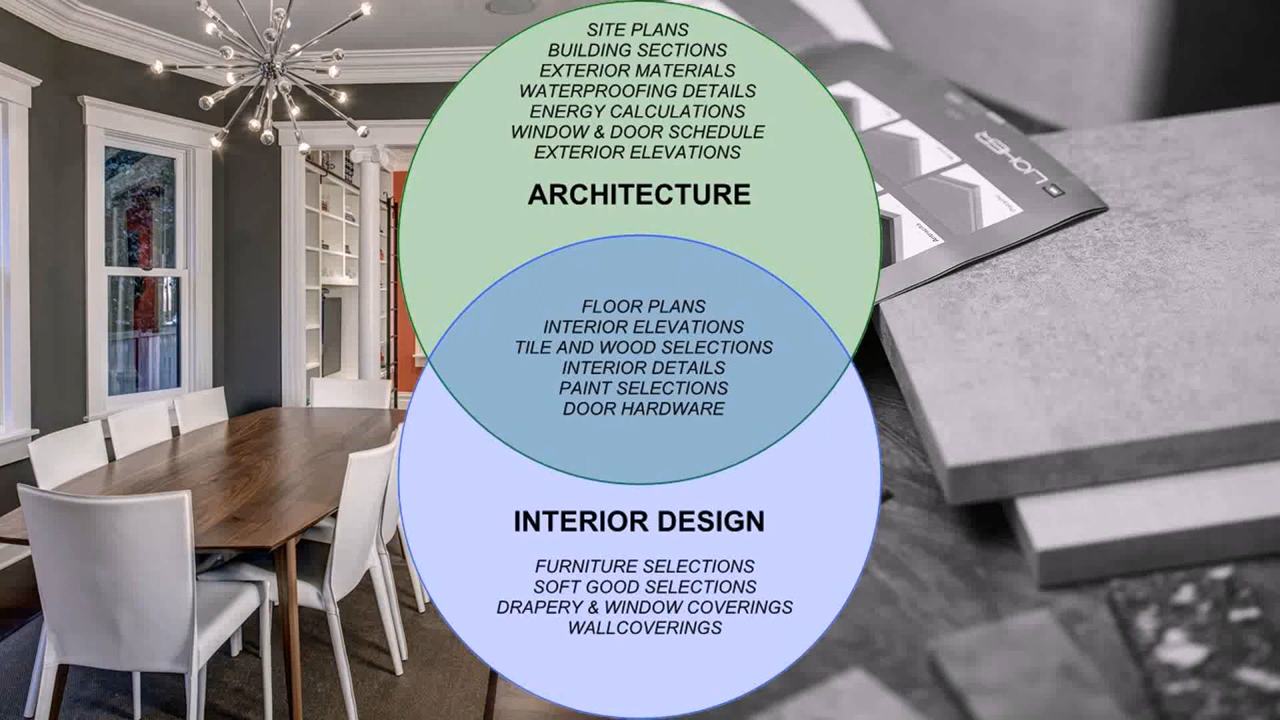 SITE PLANS
BUILDING SECTIONS
EXTERIOR MATERIALS
WATERPROOFING DETAILS
ENERGY CALCULATIONS
WINDOW & DOOR SCHEDULE
EXTERIOR ELEVATIONS
ARCHITECTURE
FLOOR PLANS
INTERIOR ELEVATIONS
TILE AND WOOD SELECTIONS
INTERIOR DETAILS
PAINT SELECTIONS
DOOR HARDWARE
INTERIOR DESIGN
FURNITURE SELECTIONS
SOFT GOOD SELECTIONS
DRAPERY & WINDOW COVERINGS
WALLCOVERINGS
LIOHER